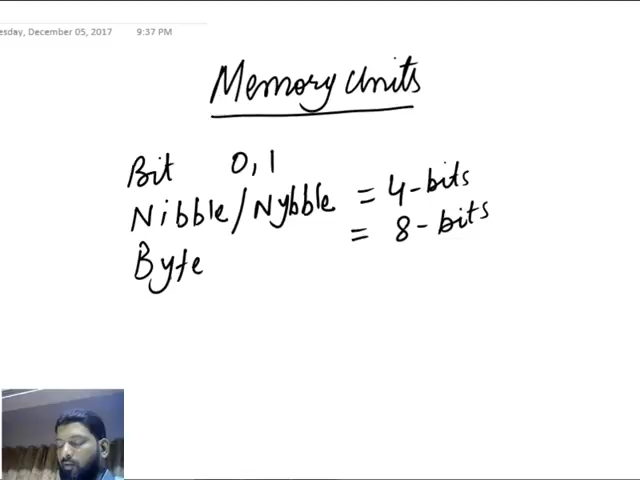 esday, December 05, 2017 9:37 PM
Memory Units
Bit 0,1
Nibble/Nybble = 4-bits
Byte = 8-bits